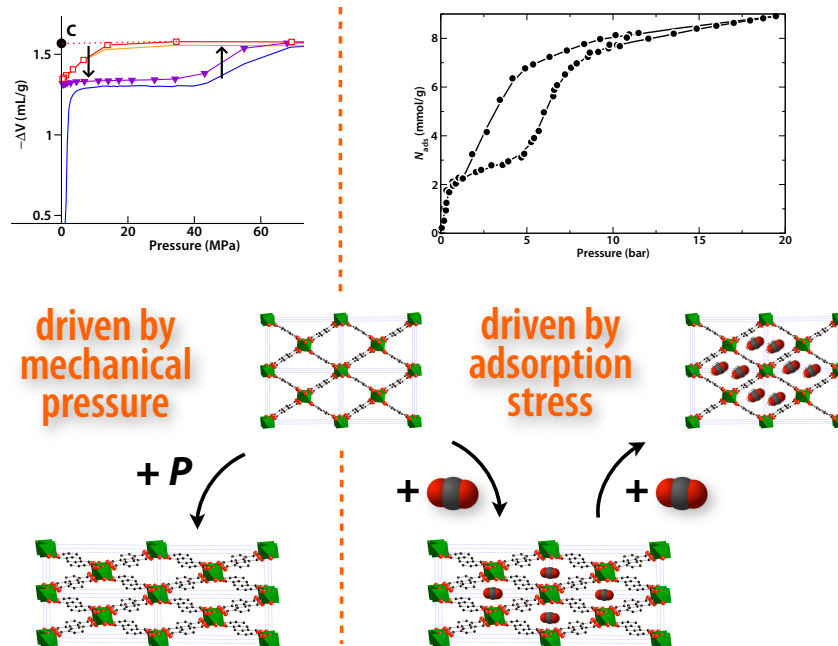 C
1.5
1
0.5
−ΔV (mL/g)
0
20
40
60
Pressure (MPa)
8
6
4
2
0
N_ads (mmol/g)
0
5
10
15
20
Pressure (bar)
driven by
mechanical
pressure
driven by
adsorption
stress
+ P
+
+